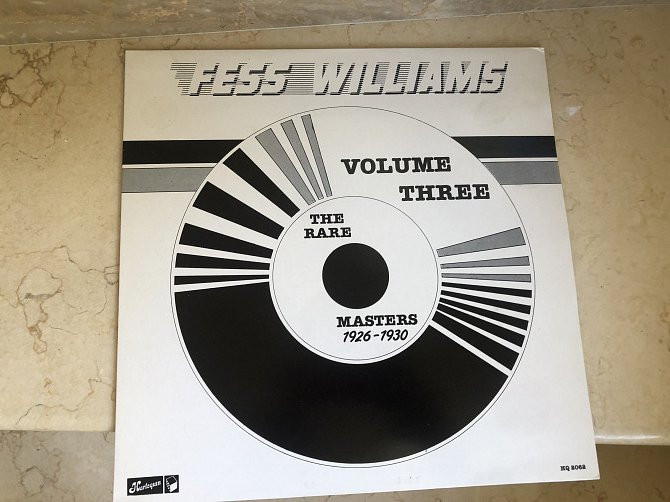 FESS WILLIAMS
VOLUME
THREE
THE
RARE
MASTERS
1926-1930
Harlequin
HQ 2062